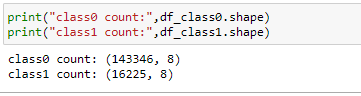 print("class0 count:",df_class0.shape)
print("class1 count:",df_class1.shape)
class0 count: (143346, 8)
class1 count: (16225, 8)